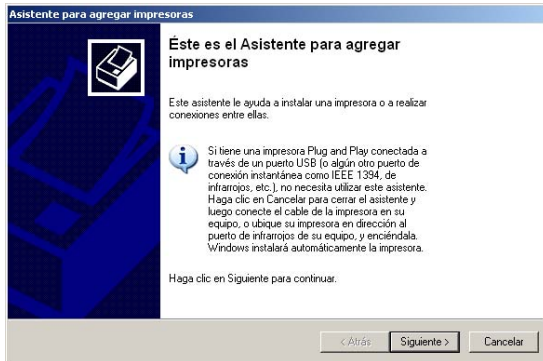 Asistente para agregar impresoras
Éste es el Asistente para agregar
impresoras
Este asistente le ayuda a instalar una impresora o a realizar
conexiones entre ellas.
Si tiene una impresora Plug and Play conectada a
través de un puerto USB (o algún otro puerto de
conexión instantánea como IEEE 1394, de
infrarrojos, etc.), no necesita utilizar este asistente.
Haga clic en Cancelar para cerrar el asistente y
luego conecte el cable de la impresora en su
equipo, o ubique su impresora en dirección al
puerto de infrarrojos de su equipo, y enciéndala.
Windows instalará automáticamente la impresora.
Haga clic en Siguiente para continuar.
< Atrás Siguiente > Cancelar